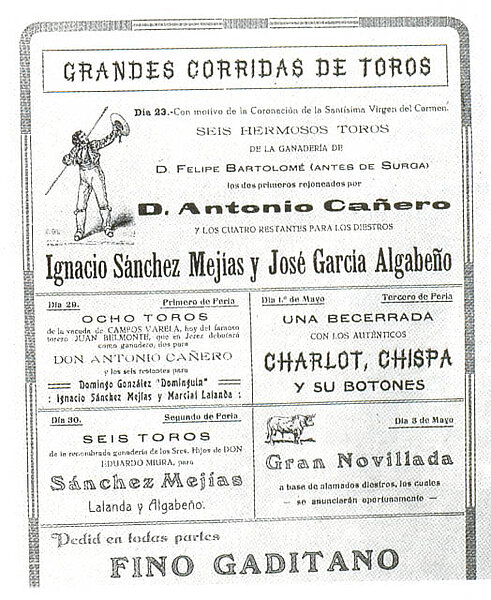 GRANDES CORRIDAS DE TOROS
Día 23.-Con motivo de la Coronación de la Santísima Virgen del Carmen.
SEIS HERMOSOS TOROS
DE LA GANADERÍA DE
D. FELIPE BARTOLOMÉ (ANTES DE SURGA)
los dos primeros rejoneados por
D. Antonio Cañero
Y LOS CUATRO RESTANTES PARA LOS DIESTROS
Ignacio Sánchez Mejías y José García Algabeño
Día 29. Primero de Feria
OCHO TOROS
de la vacada de CAMPOS VARELA, hoy del famoso
torero JUAN BELMONTE, que en Jerez debutará
como ganadero, dos para
DON ANTONIO CAÑERO
y los seis restantes para
Domingo González "Dominguín"
: Ignacio Sánchez Mejías y Marcial Lalanda :
Día 30. Segundo de Feria
SEIS TOROS
de la renombrada ganadería de los Sres. Hijos de DON
EDUARDO MIURA, para
Sánchez Mejías
Lalanda y Algabeño.
Día 1.º de Mayo Tercero de Feria
UNA BECERRADA
CON LOS AUTÉNTICOS
CHARLOT, CHISPA
Y SU BOTONES
Día 3 de Mayo
Gran Novillada
a base de afamados diestros, los cuales
— se anunciarán oportunamente —
Pedid en todas partes
FINO GADITANO